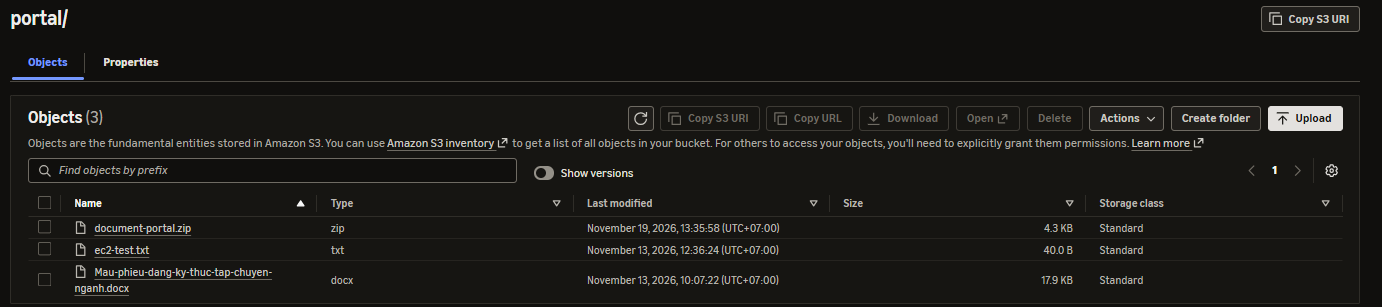 portal/
Copy S3 URI
Objects
Properties
Objects (3)
Copy S3 URI
Copy URL
Download
Open
Delete
Actions
Create folder
Upload
Objects are the fundamental entities stored in Amazon S3. You can use Amazon S3 inventory to get a list of all objects in your bucket. For others to access your objects, you'll need to explicitly grant them permissions. Learn more
Find objects by prefix
Show versions
1
Name Type Last modified Size Storage class
document-portal.zip zip November 19, 2026, 13:35:58 (UTC+07:00) 4.3 KB Standard
ec2-test.txt txt November 13, 2026, 12:36:24 (UTC+07:00) 40.0 B Standard
Mau-phieu-dang-ky-thuc-tap-chuyen-
nganh.docx docx November 13, 2026, 10:07:22 (UTC+07:00) 17.9 KB Standard